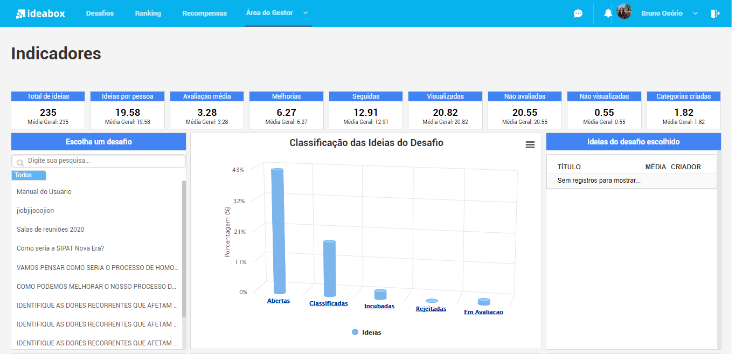 ideabox Desafios Ranking Recompensas Área do Gestor Bruno Osório
Indicadores
Total de ideias Ideias por pessoa Avaliação média Melhorias Seguidas Visualizadas Não avaliadas Não visualizadas Categorias criadas
235 19.58 3.28 6.27 12.91 20.82 20.55 0.55 1.82
Média Geral: 235 Média Geral: 19.58 Média Geral: 3.28 Média Geral: 6.27 Média Geral: 12.91 Média Geral: 20.82 Média Geral: 20.55 Média Geral: 0.55 Média Geral: 1.82
Escolha um desafio
Digite sua pesquisa...
Todos
Manual do Usuário
jiobjijocojion
Salas de reuniões 2020
Como seria a SIPAT Nova Era?
VAMOS PENSAR COMO SERIA O PROCESSO DE HOMO...
COMO PODEMOS MELHORAR O NOSSO PROCESSO D...
IDENTIFIQUE AS DORES RECORRENTES QUE AFETAM ...
IDENTIFIQUE AS DORES RECORRENTES QUE AFETAM ...
IDENTIFIQUE AS DORES RECORRENTES QUE AFETAM ...
Classificação das Ideias do Desafio
Porcentagem (%)
43%
32%
21%
11%
0%
Abertas Classificadas Incubadas Rejeitadas Em Avaliacao
Ideias
Ideias do desafio escolhido
TÍTULO MÉDIA CRIADOR
Sem registros para mostrar...